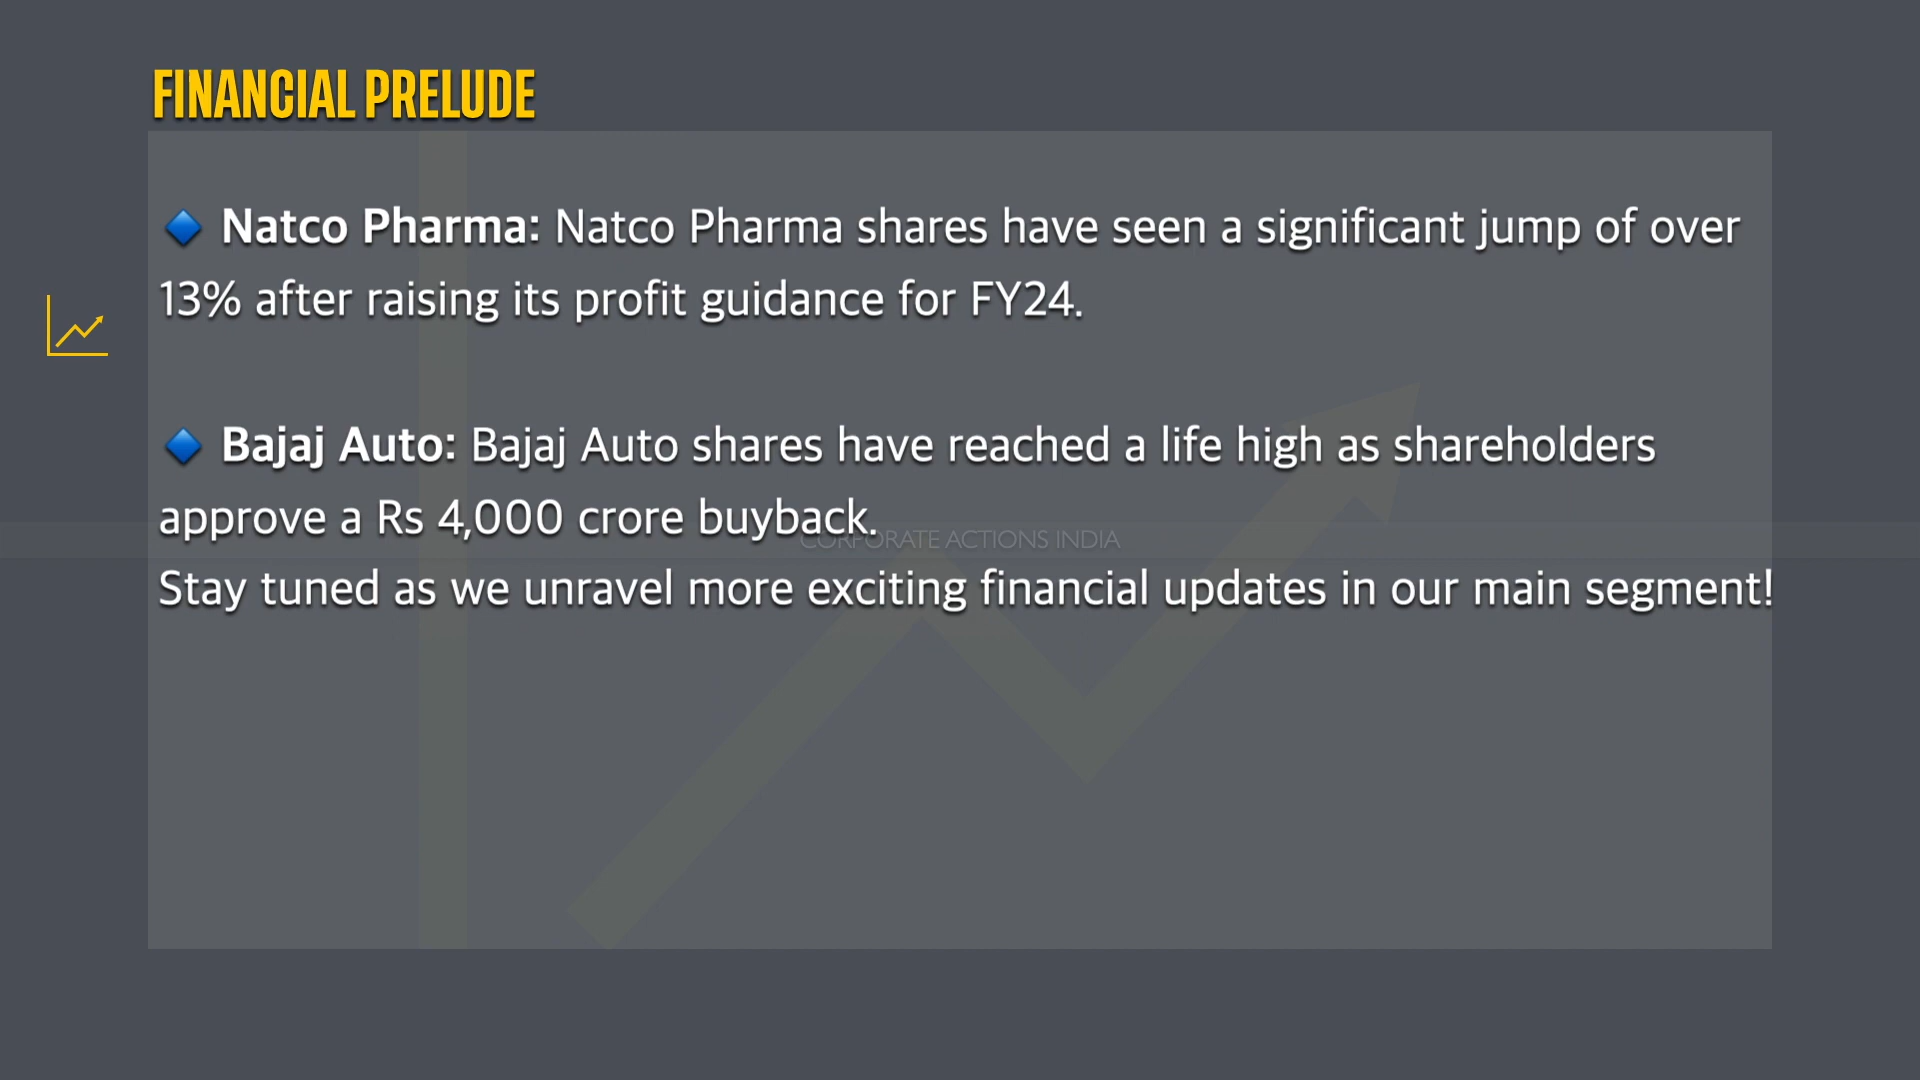 FINANCIAL PRELUDE
🔷 Natco Pharma: Natco Pharma shares have seen a significant jump of over
13% after raising its profit guidance for FY24.
🔷 Bajaj Auto: Bajaj Auto shares have reached a life high as shareholders
approve a Rs 4,000 crore buyback.
CORPORATE ACTIONS INDIA
Stay tuned as we unravel more exciting financial updates in our main segment!